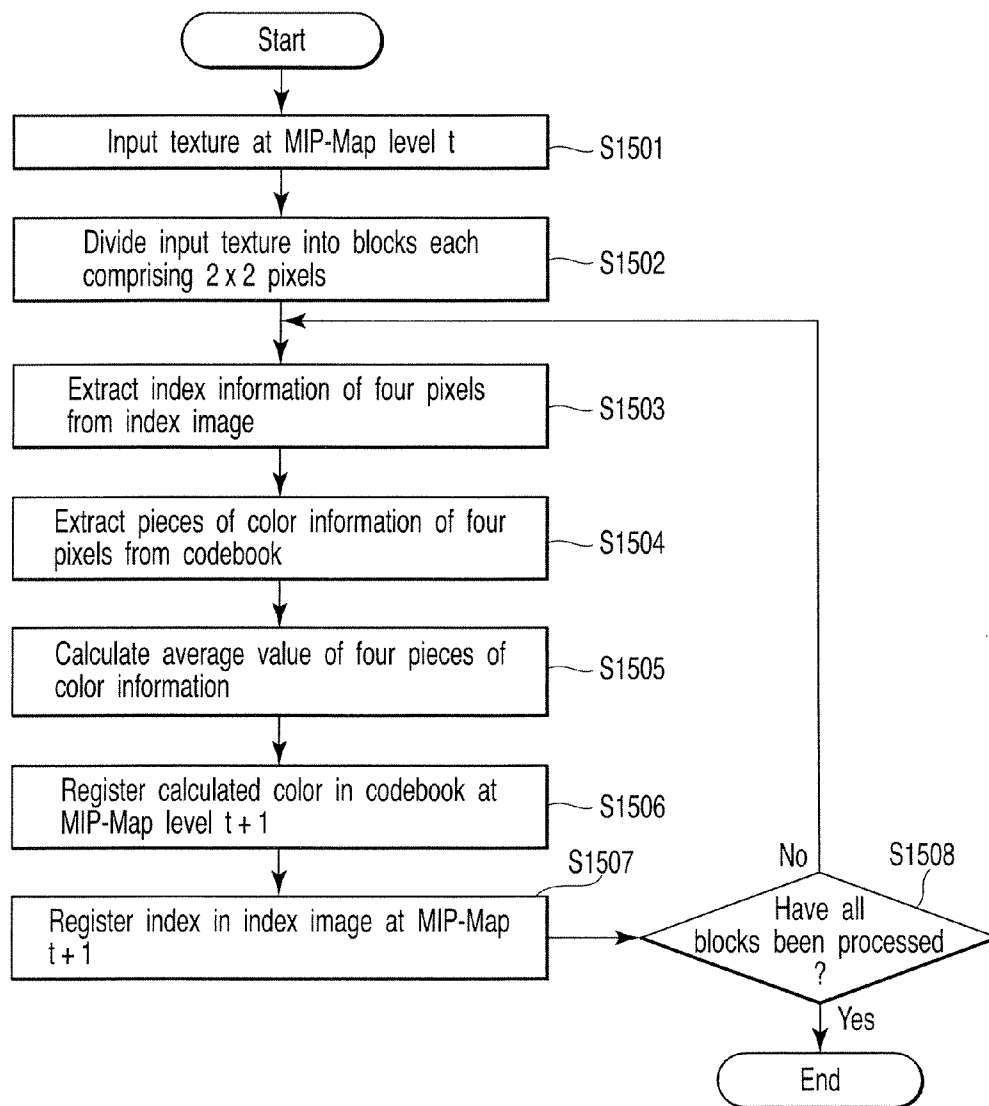 Start
Input texture at MIP-Map level t
S1501
Divide input texture into blocks each
comprising 2 x 2 pixels
S1502
Extract index information of four pixels
from index image
S1503
Extract pieces of color information of four
pixels from codebook
S1504
Calculate average value of four pieces of
color information
S1505
Register calculated color in codebook at
MIP-Map level t + 1
S1506
S1507
Register index in index image at MIP-Map
t + 1
No
S1508
Have all
blocks been processed
?
Yes
End